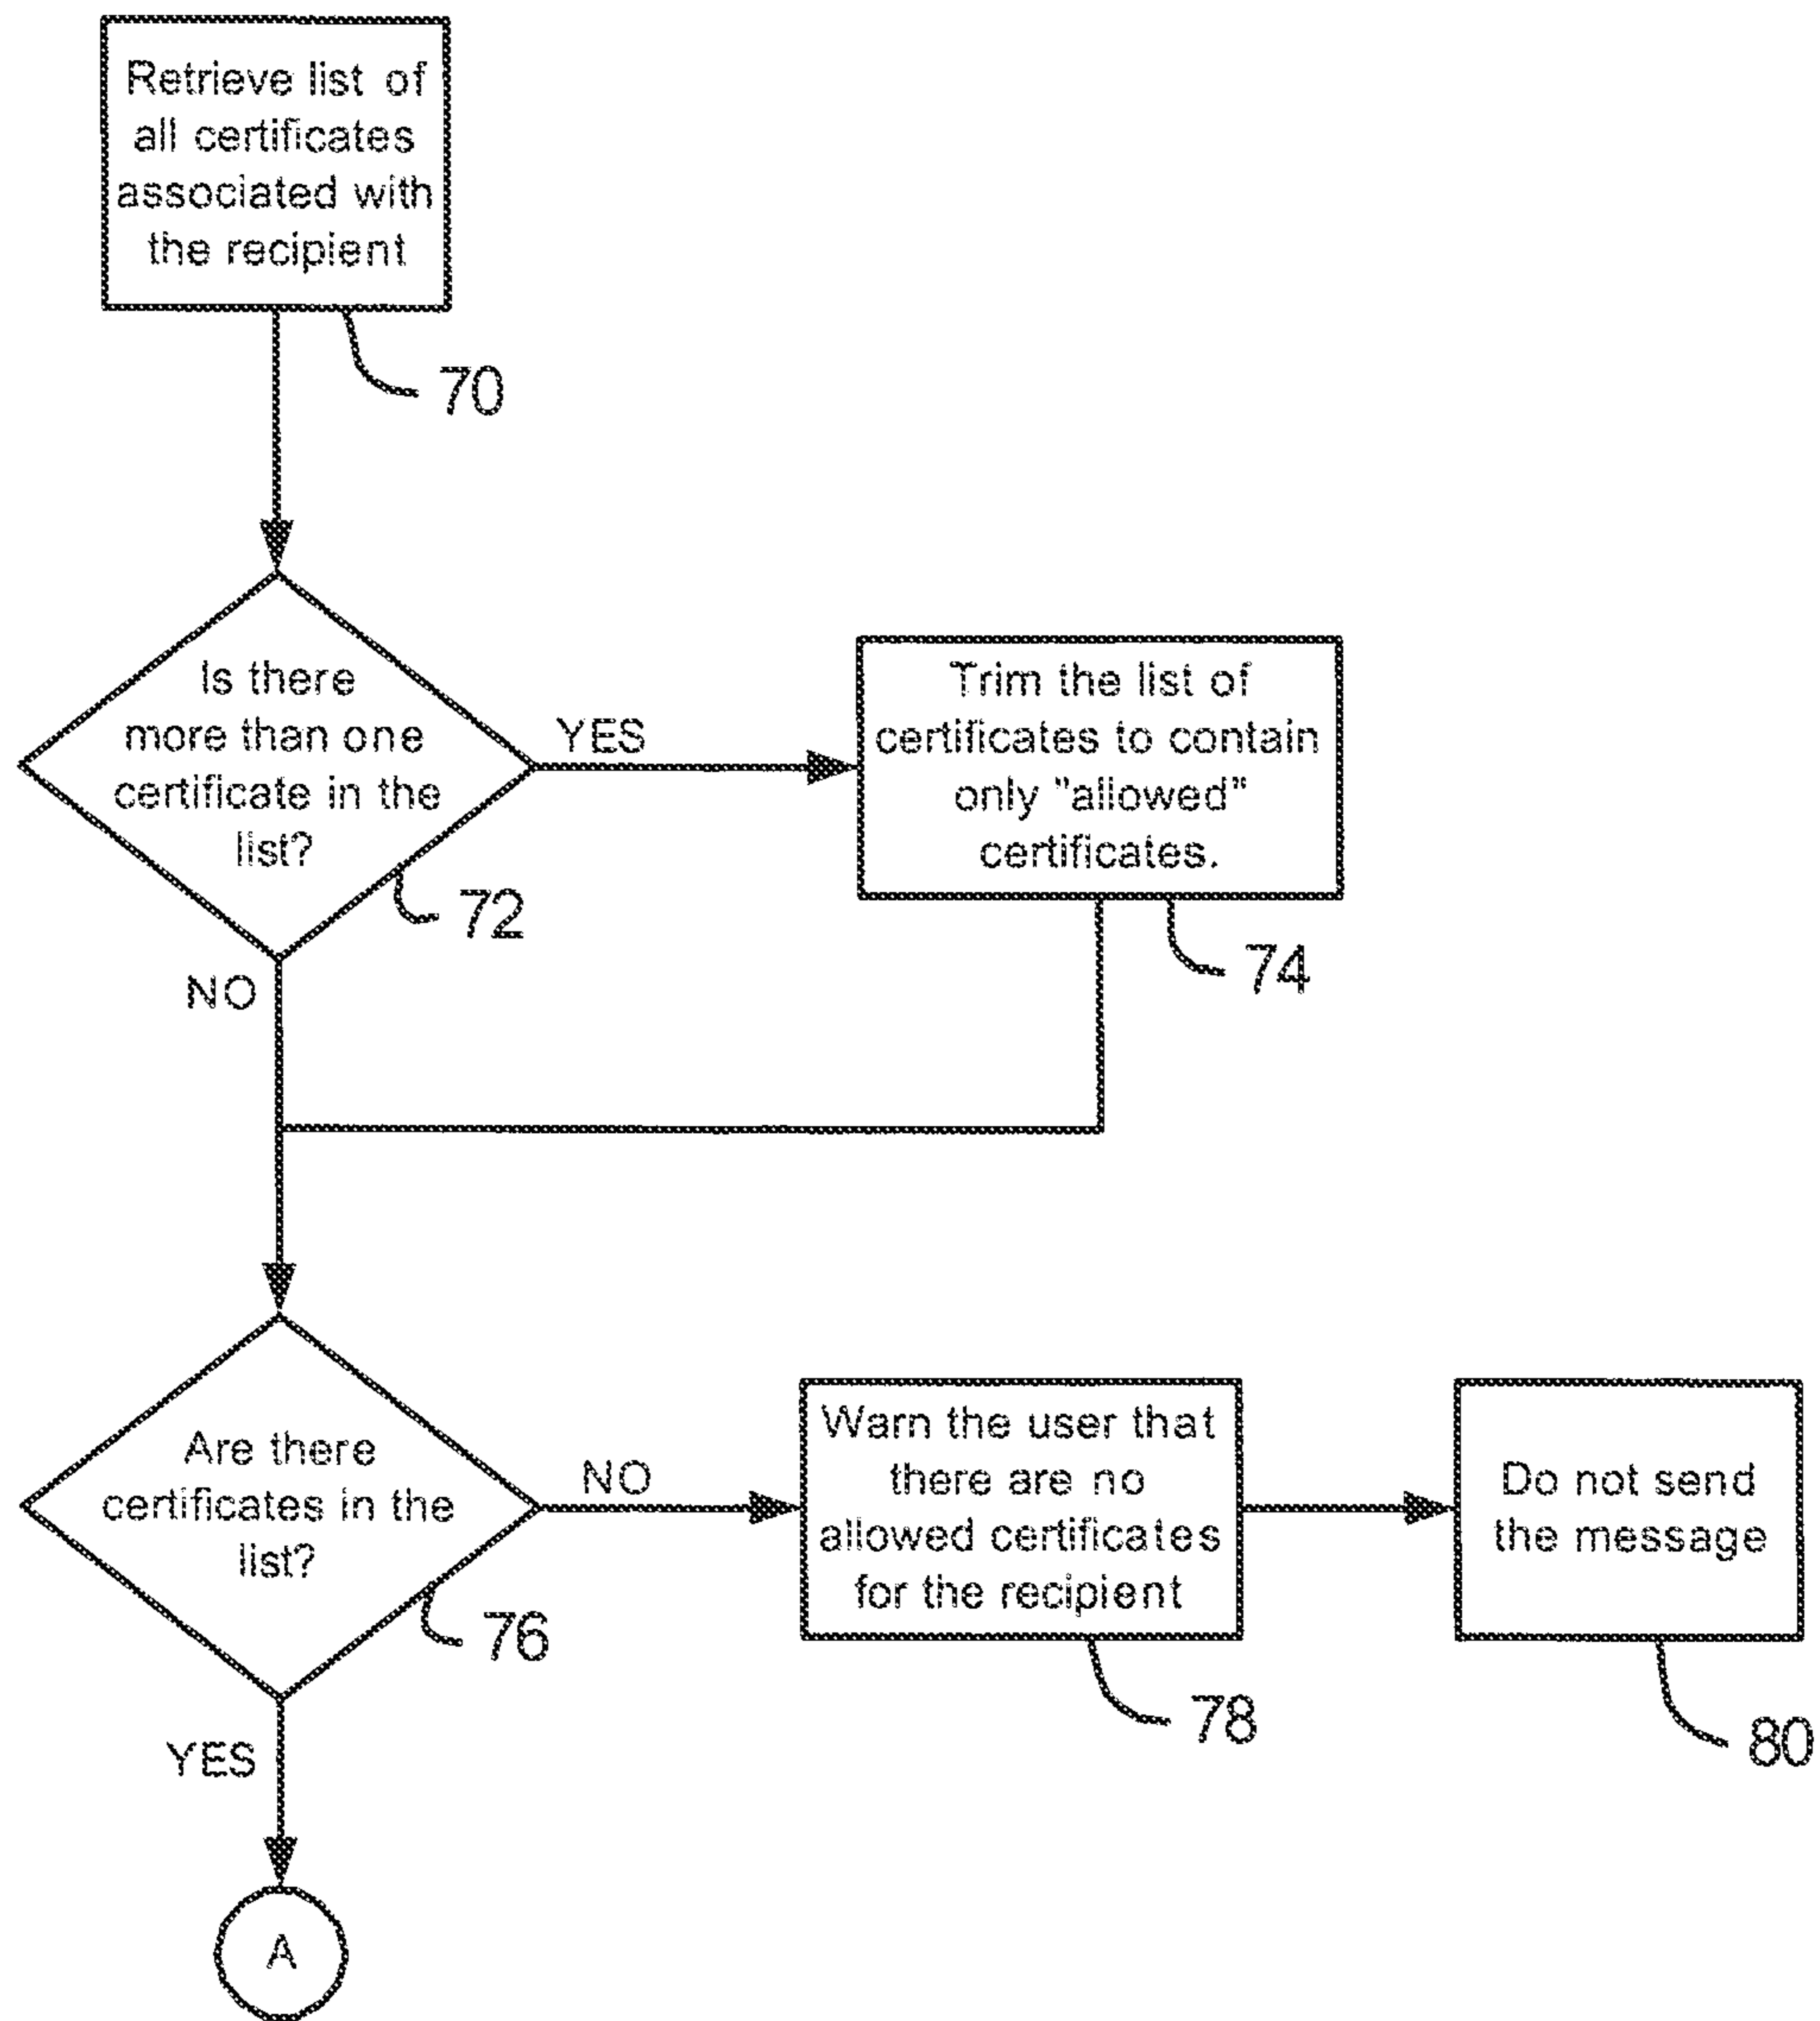 Retrieve list of
all certificates
associated with
the recipient
70
Is there
more than one
certificate in the
list?
72
YES
Trim the list of
certificates to contain
only "allowed"
certificates.
74
NO
Are there
certificates in the
list?
76
NO
Warn the user that
there are no
allowed certificates
for the recipient
78
Do not send
the message
80
YES
A